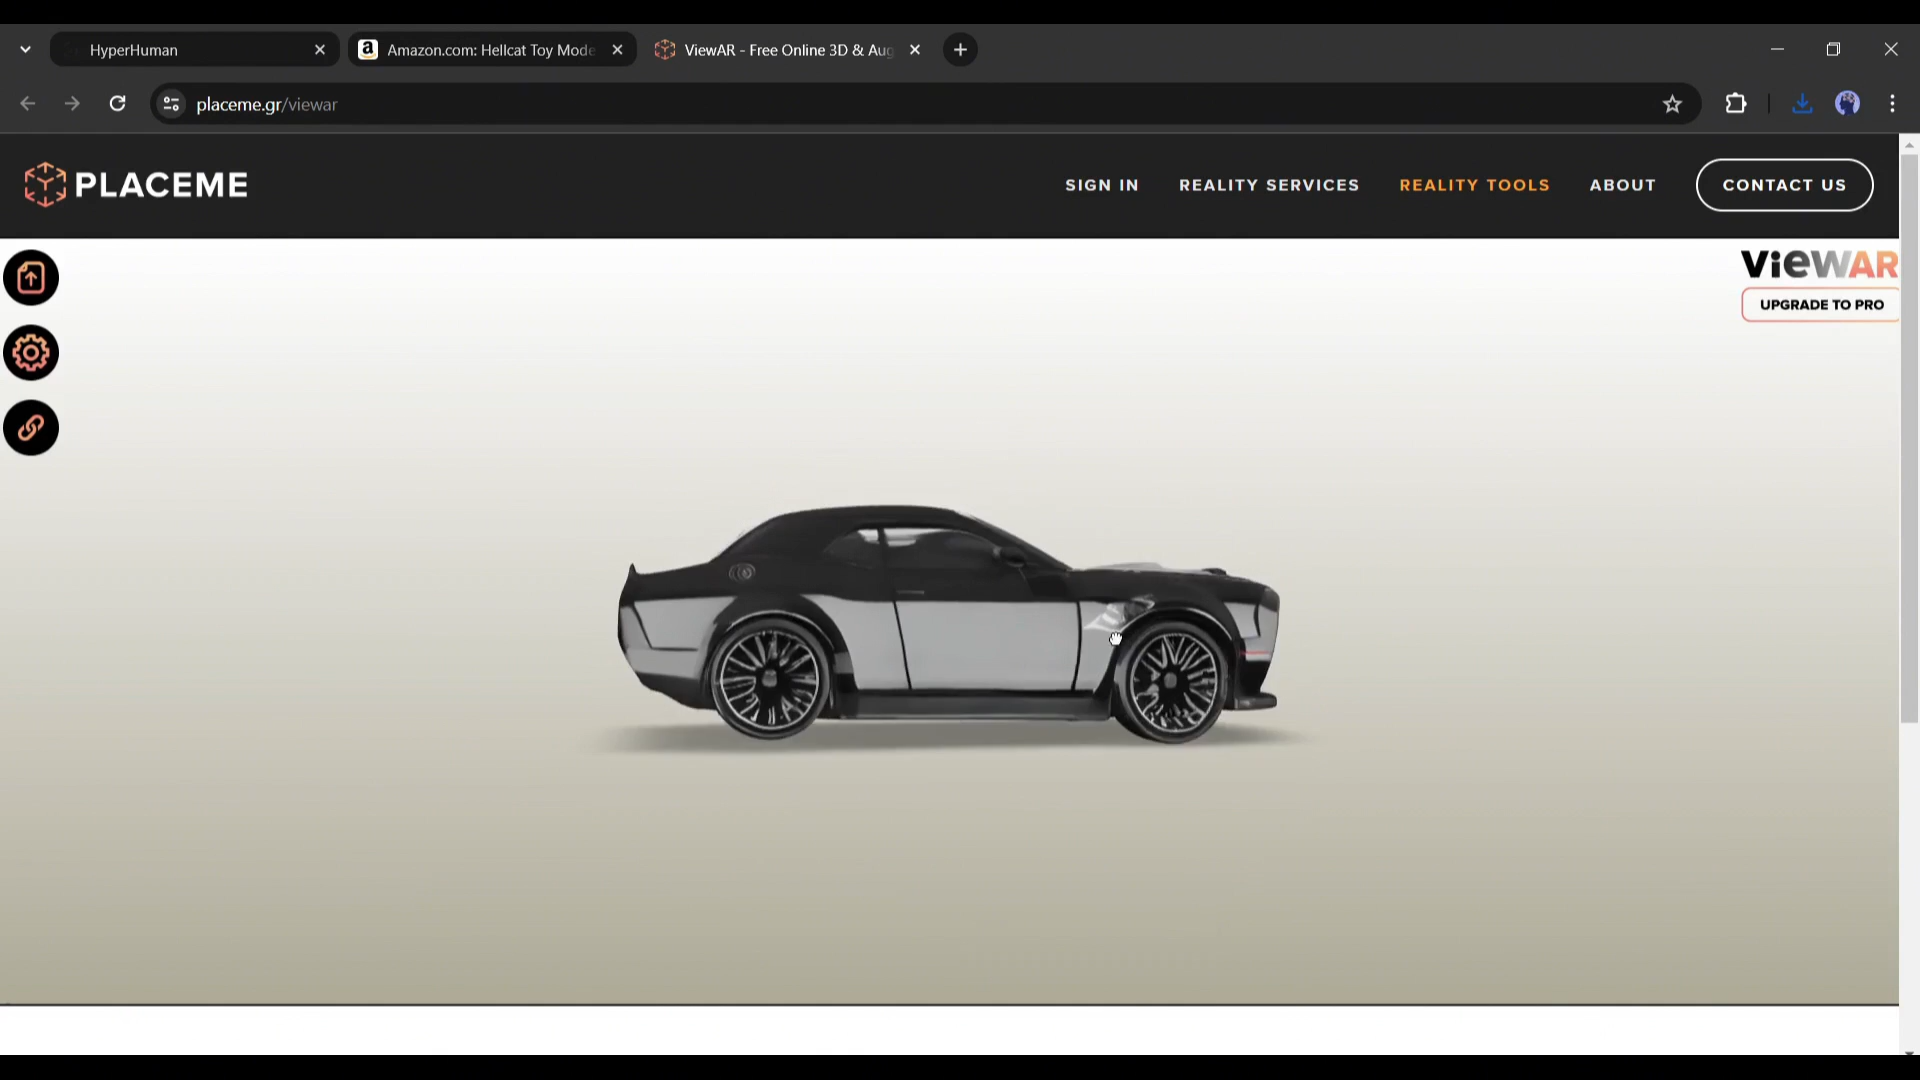 HyperHuman
Amazon.com: Hellcat Toy Mode
ViewAR - Free Online 3D & Aug
placeme.gr/viewar
PLACEME
SIGN IN
REALITY SERVICES
REALITY TOOLS
ABOUT
CONTACT US
ViewAR
UPGRADE TO PRO